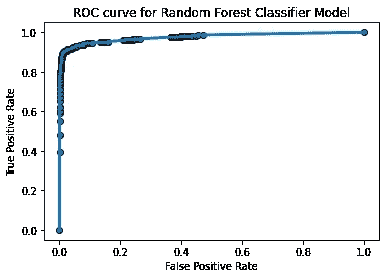 ROC curve for Random Forest Classifier Model
True Positive Rate
1.0
0.8
0.6
0.4
0.2
0.0
0.0 0.2 0.4 0.6 0.8 1.0
False Positive Rate